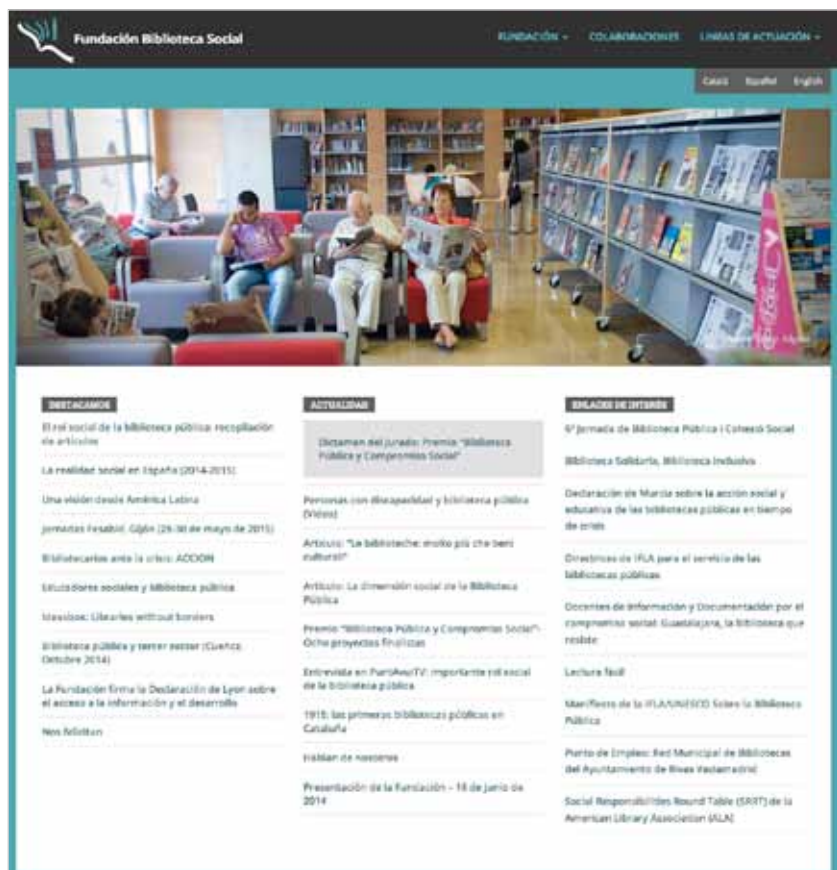 Fundación Biblioteca Social
FUNDACIÓN
COLABORACIONES
LINEAS DE ACTUACIÓN
Català Español English
DESTACAMOS
El rol social de la biblioteca pública: recopilación
de artículos
La realidad social en España (2014-2015)
Una visión desde América Latina
Jornadas Fesabid, Gijón (28-30 de mayo de 2015)
Bibliotecarios ante la crisis: ACCION
Educadores sociales y biblioteca pública
Ideasbox: Libraries without borders
Biblioteca pública y tercer sector (Cuenca,
Octubre 2014)
La Fundación firma la Declaración de Lyon sobre
el acceso a la información y el desarrollo
Nos felicitan
ACTUALIDAD
Dictamen del Jurado: Premio "Biblioteca
Pública y Compromiso Social"
Personas con discapacidad y biblioteca pública
(Vídeo)
Artículo: "Le biblioteche: molto più che beni
culturali"
Artículo: La dimensión social de la Biblioteca
Pública
Premio "Biblioteca Pública y Compromiso Social"-
Ocho proyectos finalistas
Entrevista en PuntAvuiTV: importante rol social
de la biblioteca pública
1915: las primeras bibliotecas públicas en
Cataluña
Hablan de nosotros
Presentación de la Fundación – 18 de junio de
2014
ENLACES DE INTERÉS
6ª Jornada de Biblioteca Pública i Cohesió Social
Biblioteca Solidaria, Biblioteca Inclusiva
Declaración de Murcia sobre la acción social y
educativa de las bibliotecas públicas en tiempo
de crisis
Directrices de IFLA para el servicio de las
bibliotecas públicas
Docentes de Información y Documentación por el
compromiso social: Guadalajara, la biblioteca que
resiste
Lectura fácil
Manifiesto de la IFLA/UNESCO Sobre la Biblioteca
Pública
Punto de Empleo: Red Municipal de Bibliotecas
del Ayuntamiento de Rivas Vaciamadrid
Social Responsibilities Round Table (SRRT) de la
American Library Association (ALA)